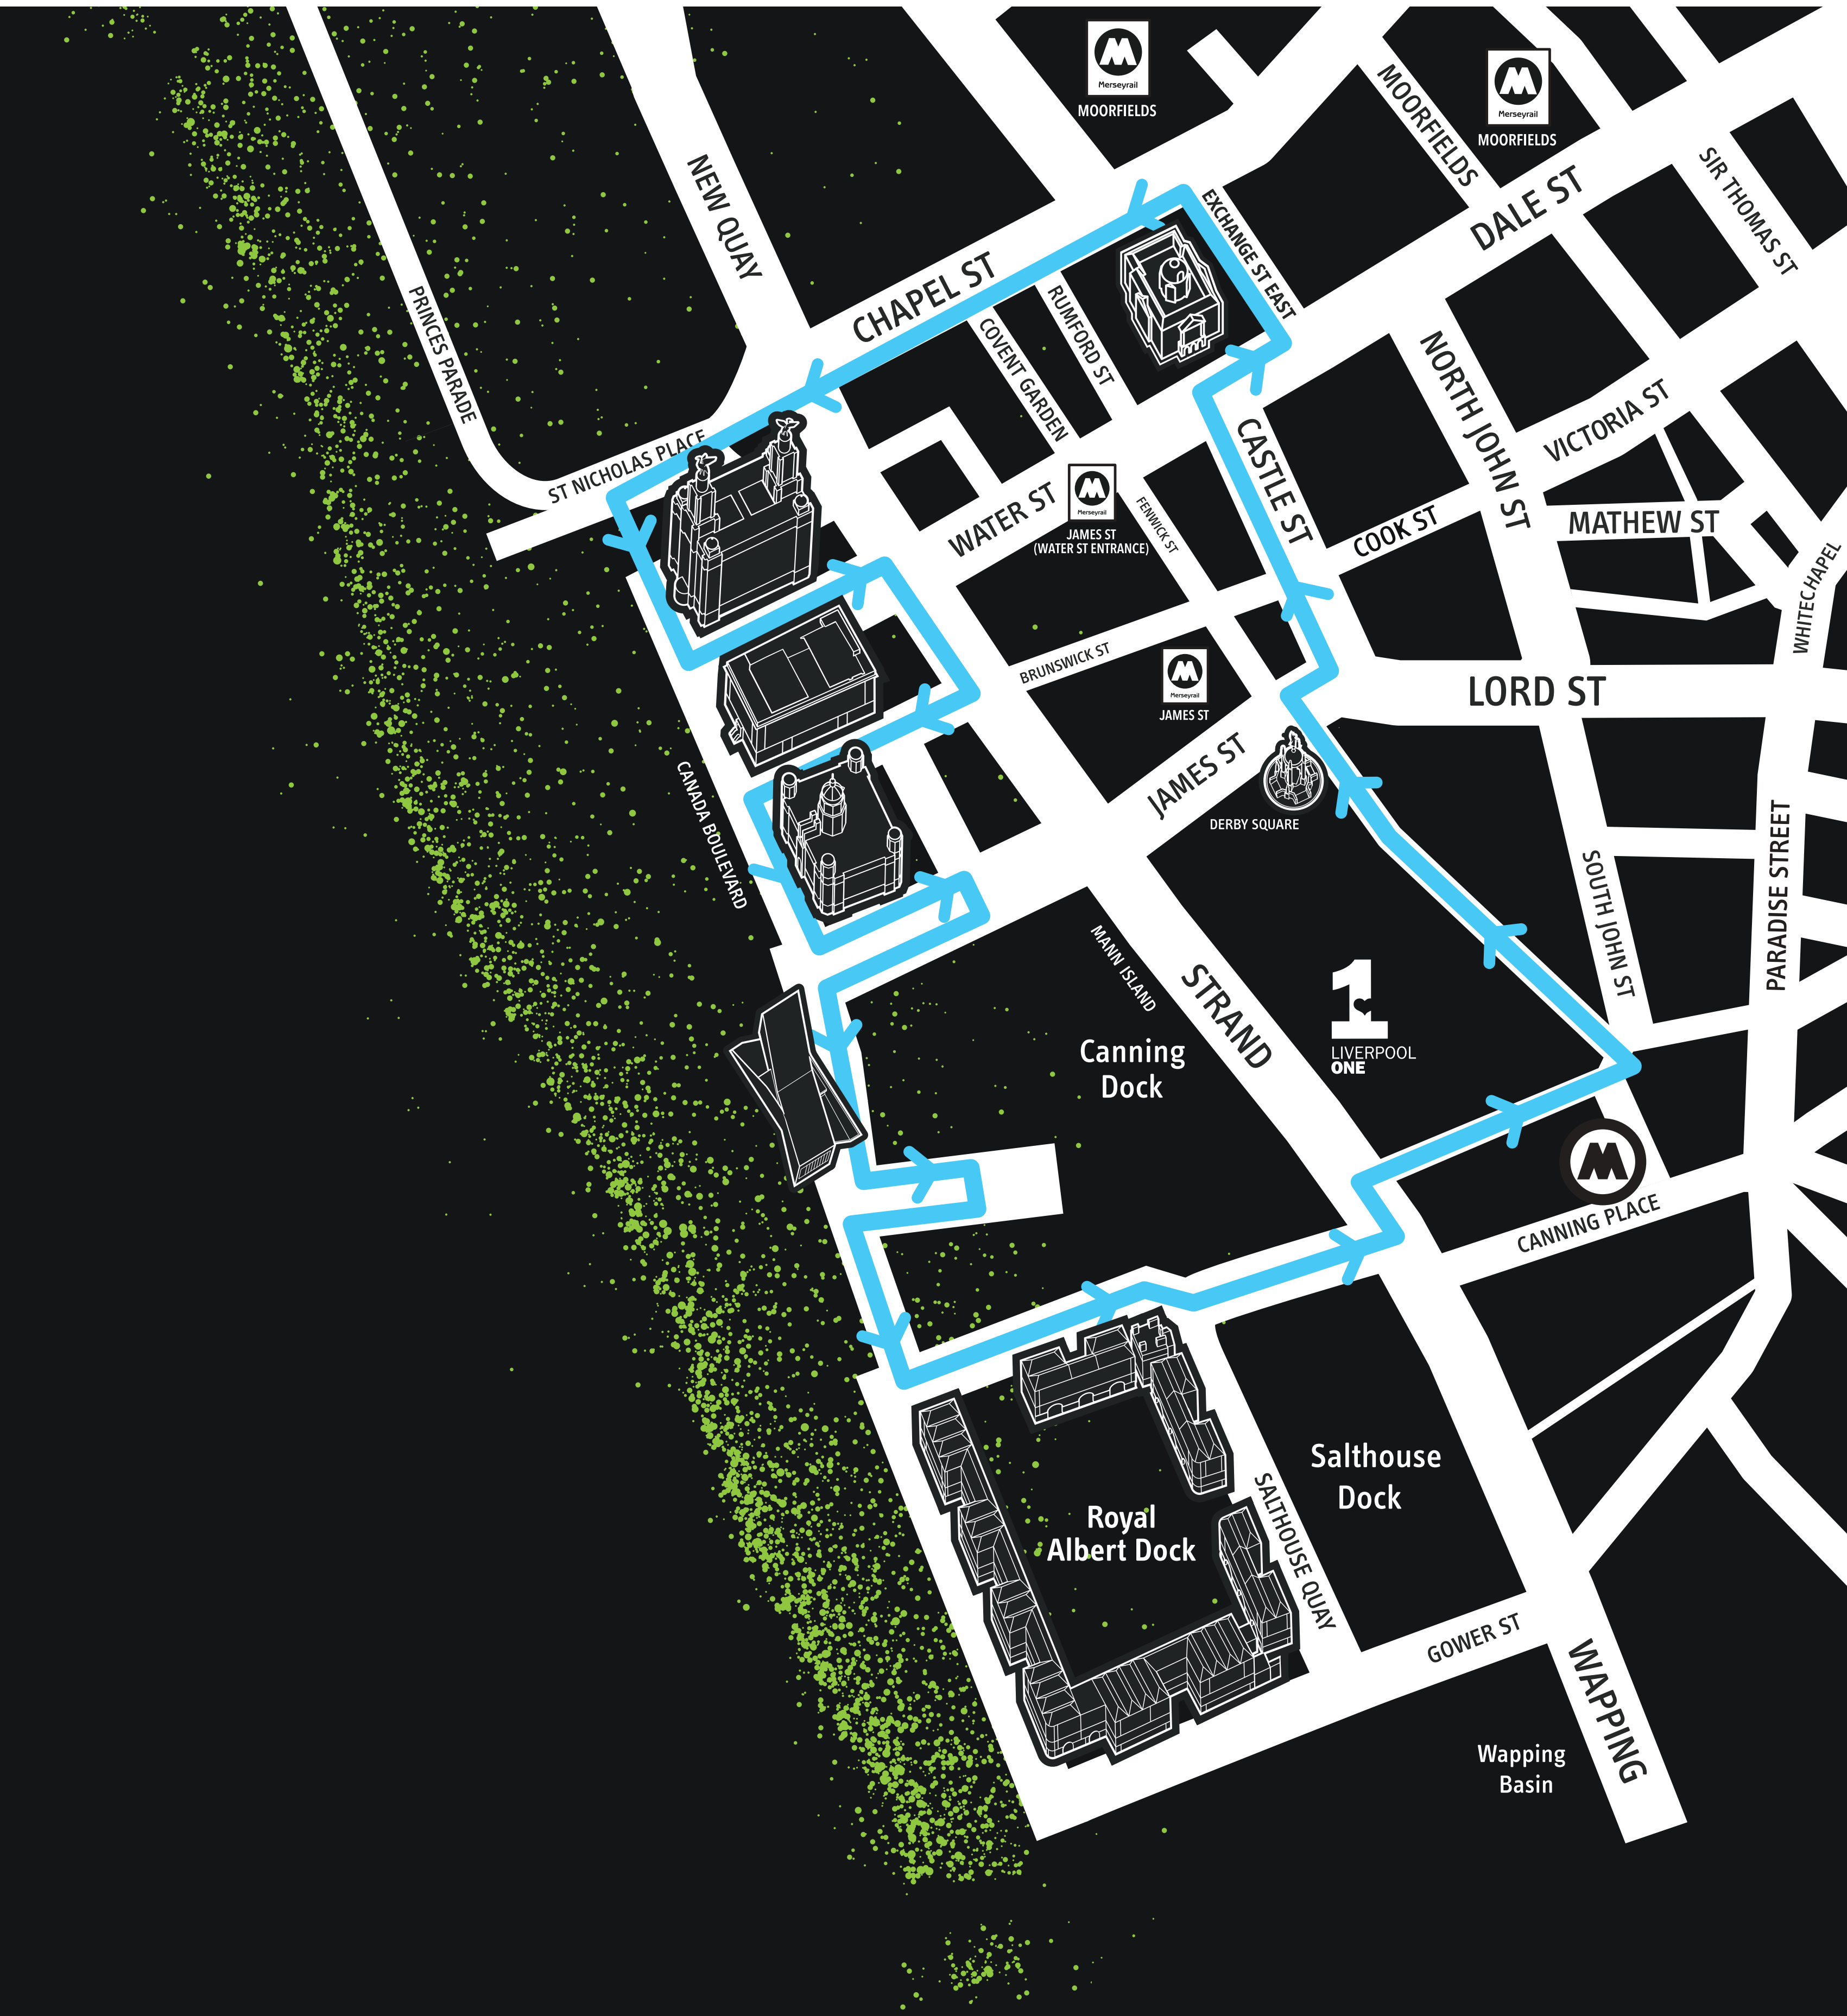 Merseyrail
MOORFIELDS
Merseyrail
MOORFIELDS
MOORFIELDS
SIR THOMAS ST
DALE ST
EXCHANGE ST EAST
NEW QUAY
CHAPEL ST
RUMFORD ST
COVENT GARDEN
PRINCES PARADE
ST NICHOLAS PLACE
NORTH JOHN ST
VICTORIA ST
CASTLE ST
WATER ST
Merseyrail
JAMES ST
(WATER ST ENTRANCE)
FENWICK ST
COOK ST
MATHEW ST
WHITECHAPEL
BRUNSWICK ST
Merseyrail
JAMES ST
LORD ST
JAMES ST
DERBY SQUARE
CANADA BOULEVARD
SOUTH JOHN ST
PARADISE STREET
MANN ISLAND
STRAND
1
LIVERPOOL
ONE
Canning
Dock
CANNING PLACE
Salthouse
Dock
Royal
Albert Dock
SALTHOUSE QUAY
GOWER ST
WAPPING
Wapping
Basin